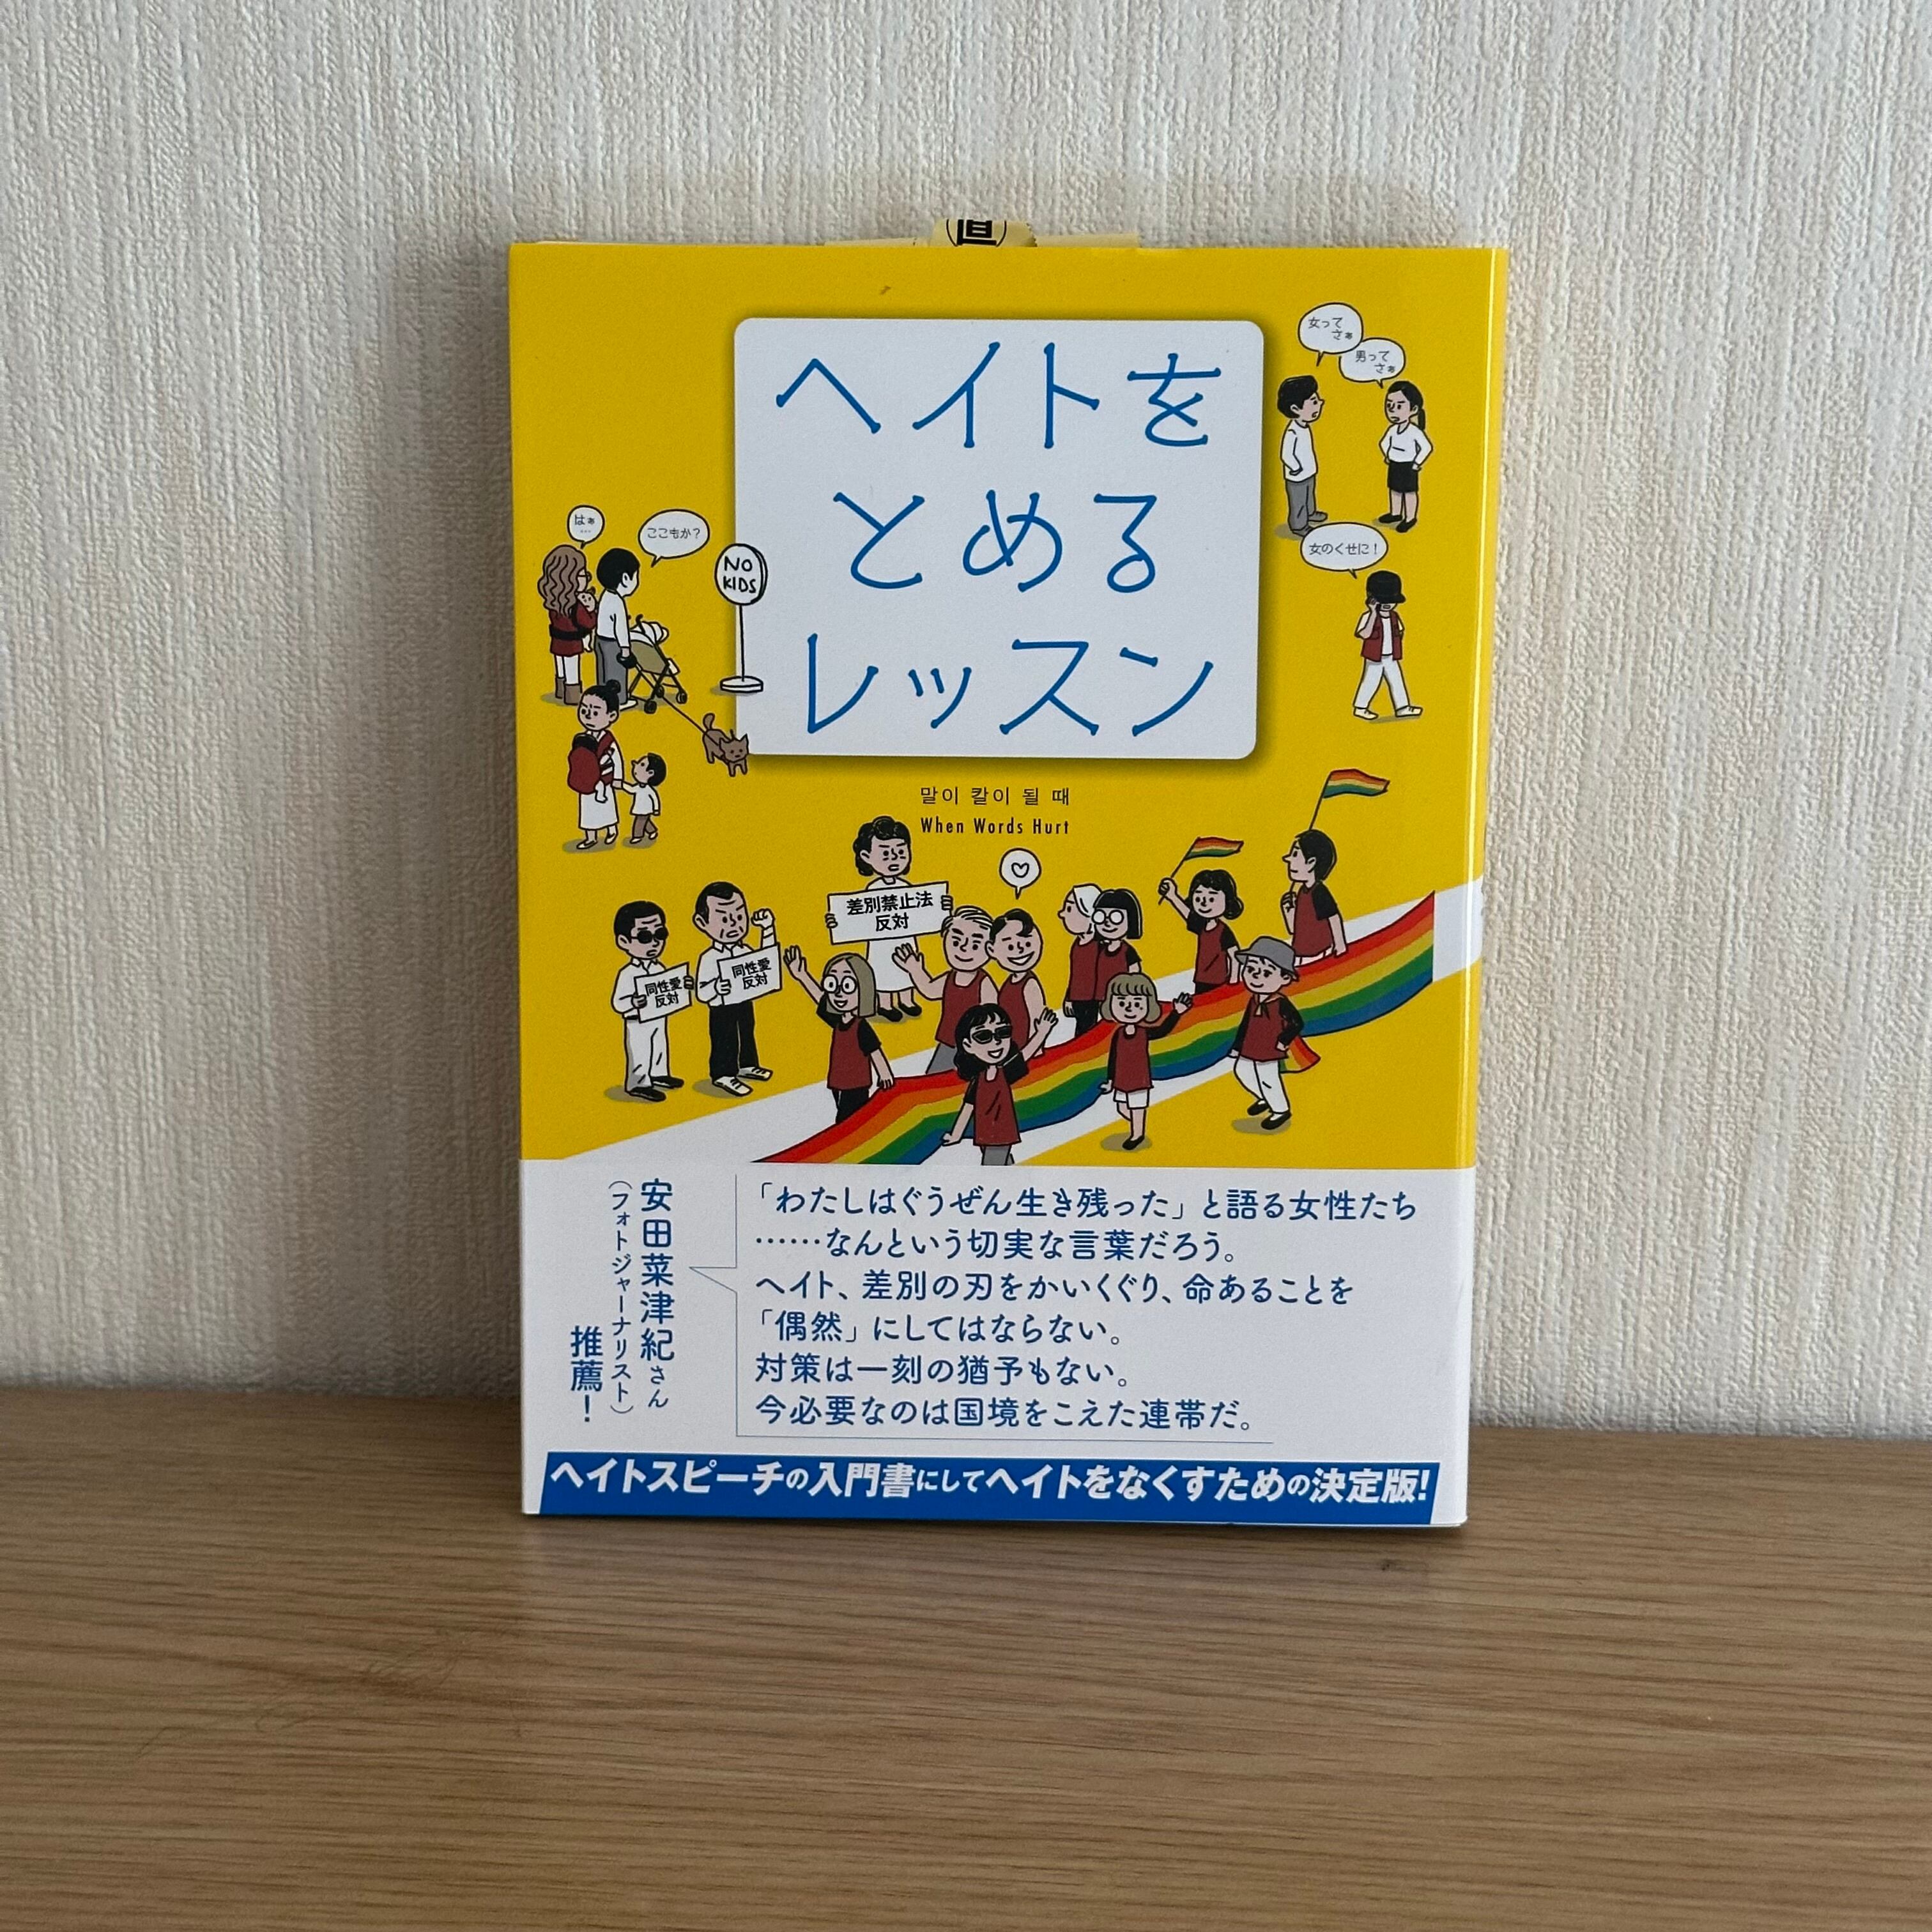 ヘイトを
とめる
レッスン
말이 칼이 될 때
When Words Hurt
女って
さぁ
男って
さぁ
女のくせに!
はぁ
…
ここもか?
NO
KIDS
差別禁止法
反対
同性愛
反対
同性愛
反対
「わたしはぐうぜん生き残った」と語る女性たち
……なんという切実な言葉だろう。
ヘイト、差別の刃をかいくぐり、命あることを
「偶然」にしてはならない。
対策は一刻の猶予もない。
今必要なのは国境をこえた連帯だ。
安田菜津紀さん
(フォトジャーナリスト)
推薦!
ヘイトスピーチの入門書にしてヘイトをなくすための決定版!